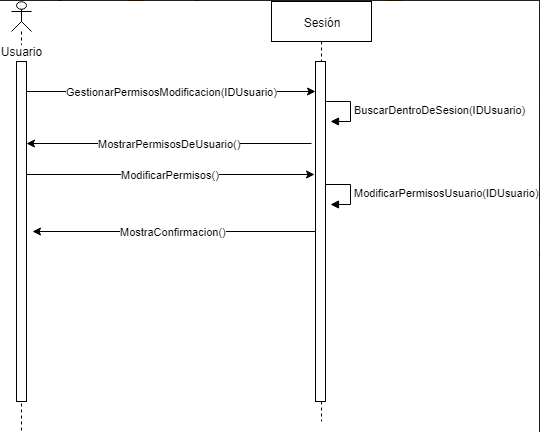 Sesión
Usuario
GestionarPermisosModificacion(IDUsuario)
BuscarDentroDeSesion(IDUsuario)
MostrarPermisosDeUsuario()
ModificarPermisos()
ModificarPermisosUsuario(IDUsuario)
MostraConfirmacion()